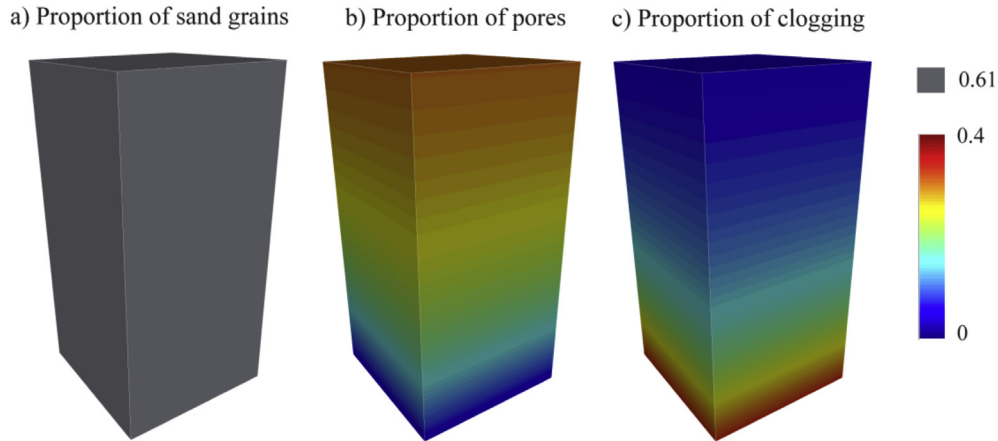 a) Proportion of sand grains
b) Proportion of pores
c) Proportion of clogging
0.61
0.4
0